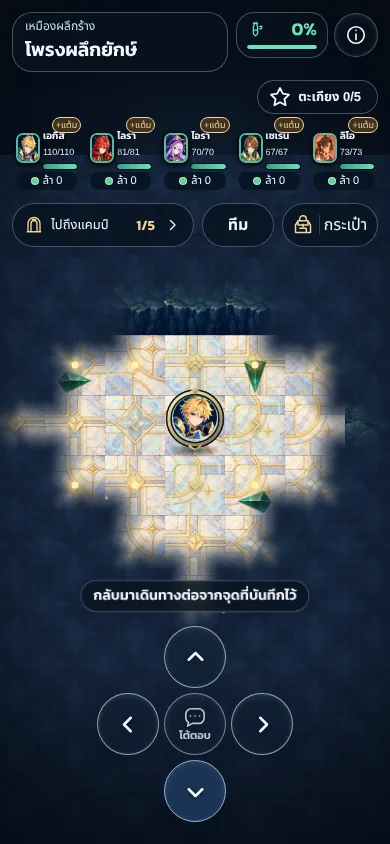 เหมืองผลึกร้าง
โพรงผลึกยักษ์
0%
ตะเกียง 0/5
+แต้ม +แต้ม +แต้ม +แต้ม +แต้ม
เอกิส ไลรา โอรา เซเรน ลีโอ
110/110 81/81 70/70 67/67 73/73
ล้า 0 ล้า 0 ล้า 0 ล้า 0 ล้า 0
ไปถึงแคมป์ 1/5
ทีม
กระเป๋า
กลับมาเดินทางต่อจากจุดที่บันทึกไว้
โต้ตอบ